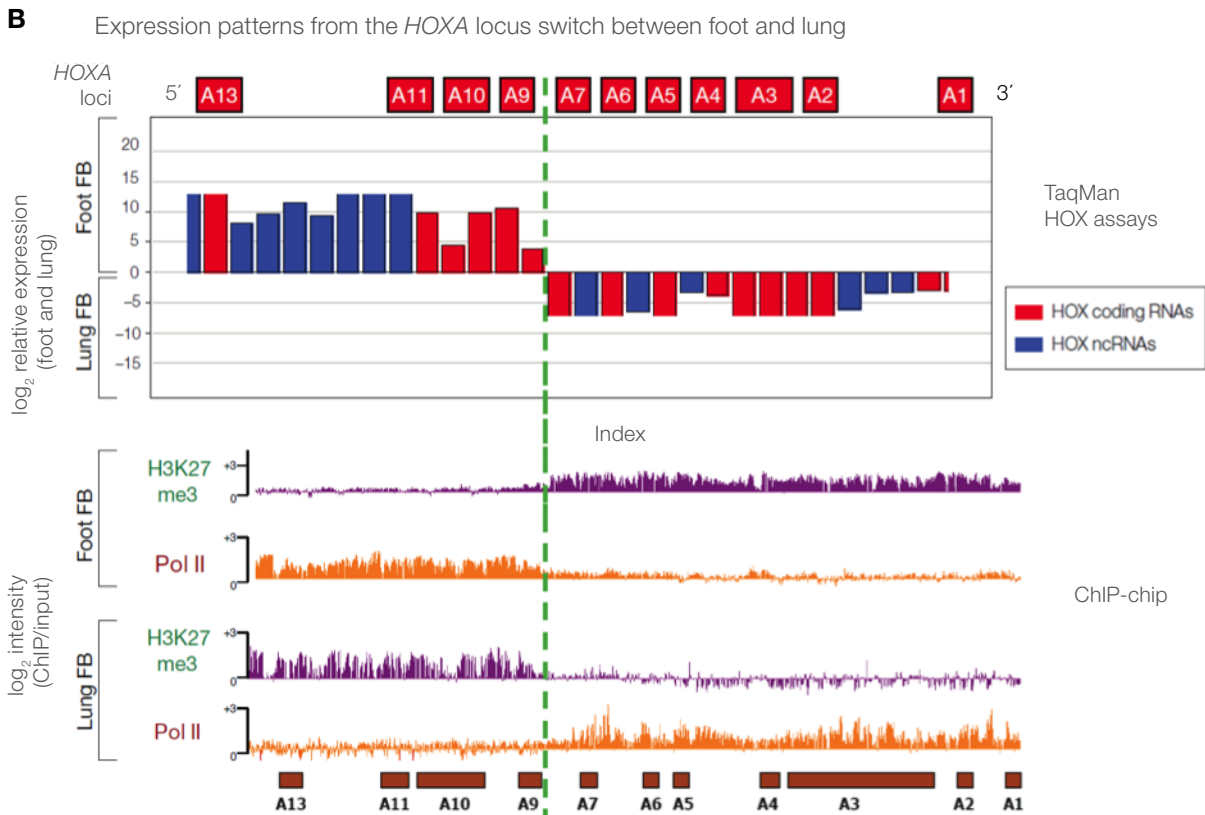 B
Expression patterns from the HOXA locus switch between foot and lung
HOXA
loci
5′
A13
A11
A10
A9
A7
A6
A5
A4
A3
A2
A1
3′
log2 relative expression
(foot and lung)
Foot FB
Lung FB
20
15
10
5
0
−5
−10
−15
TaqMan
HOX assays
HOX coding RNAs
HOX ncRNAs
Index
log2 intensity
(ChIP/input)
Foot FB
H3K27
me3
+3
0
Pol II
+3
0
Lung FB
H3K27
me3
+3
0
Pol II
+3
0
ChIP-chip
A13
A11
A10
A9
A7
A6
A5
A4
A3
A2
A1